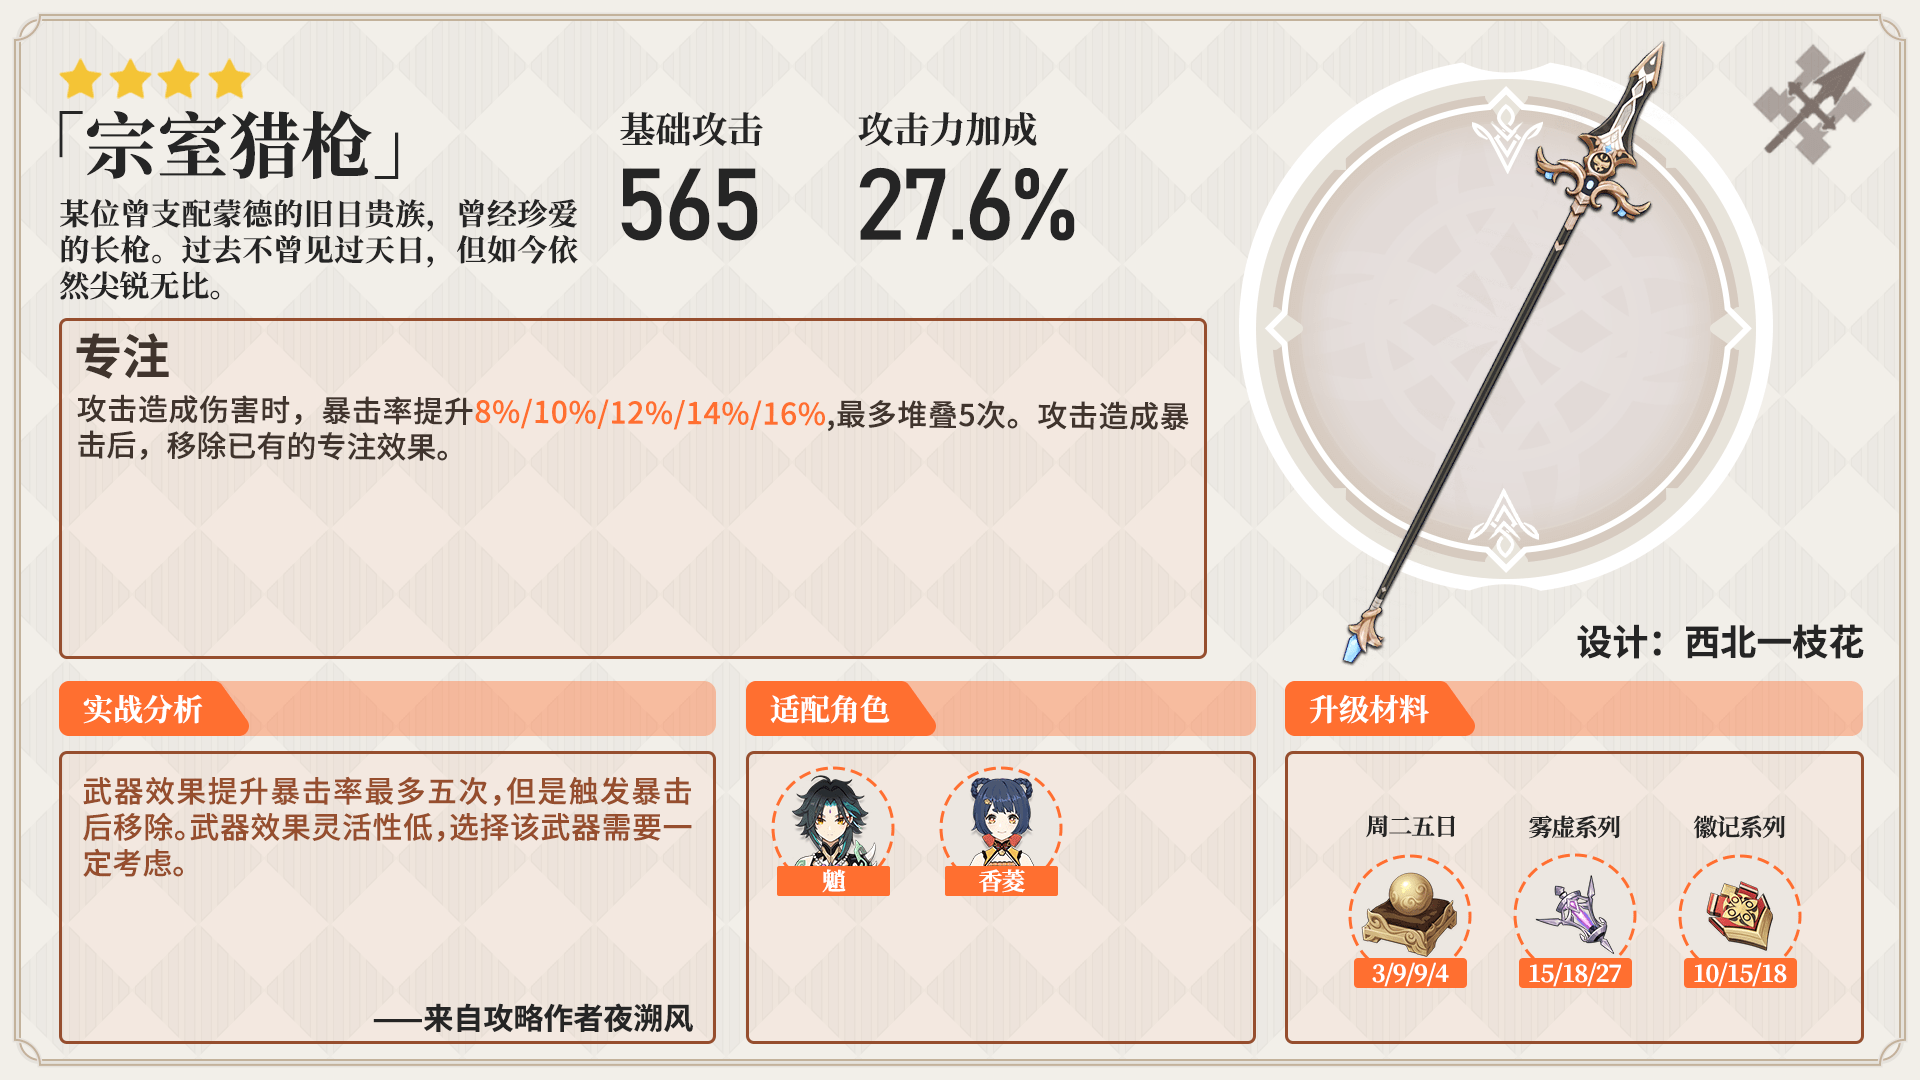 「宗室猎枪」
某位曾支配蒙德的旧日贵族，曾经珍爱
的长枪。过去不曾见过天日，但如今依
然尖锐无比。
基础攻击
565
攻击力加成
27.6%
专注
攻击造成伤害时，暴击率提升8%/10%/12%/14%/16%,最多堆叠5次。攻击造成暴
击后，移除已有的专注效果。
设计：西北一枝花
实战分析
武器效果提升暴击率最多五次,但是触发暴击
后移除。武器效果灵活性低,选择该武器需要一
定考虑。
——来自攻略作者夜溯风
适配角色
魈
香菱
升级材料
周二五日
雾虚系列
徽记系列
3/9/9/4
15/18/27
10/15/18